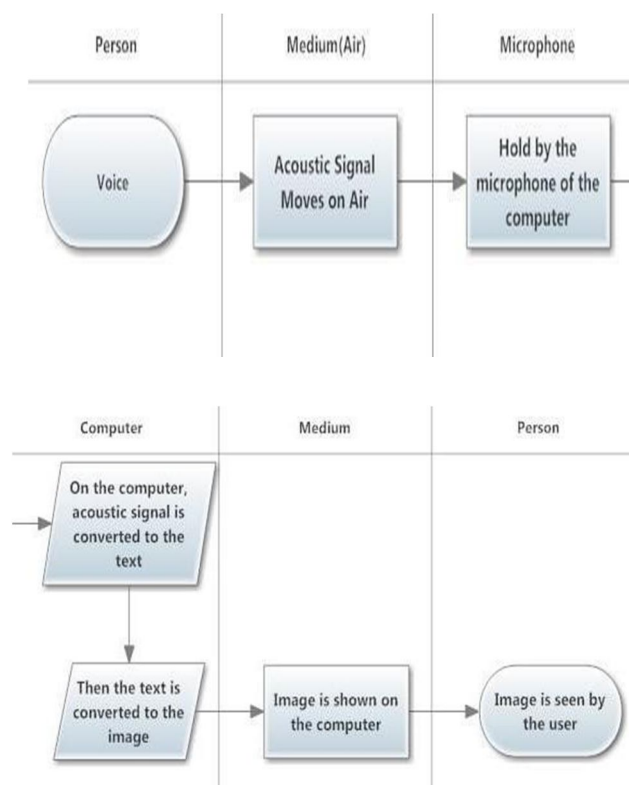 Person
Medium(Air)
Microphone
Voice
Acoustic Signal
Moves on Air
Hold by the
microphone of the
computer
Computer
Medium
Person
On the computer,
acoustic signal is
converted to the
text
Then the text is
converted to the
image
Image is shown on
the computer
Image is seen by
the user